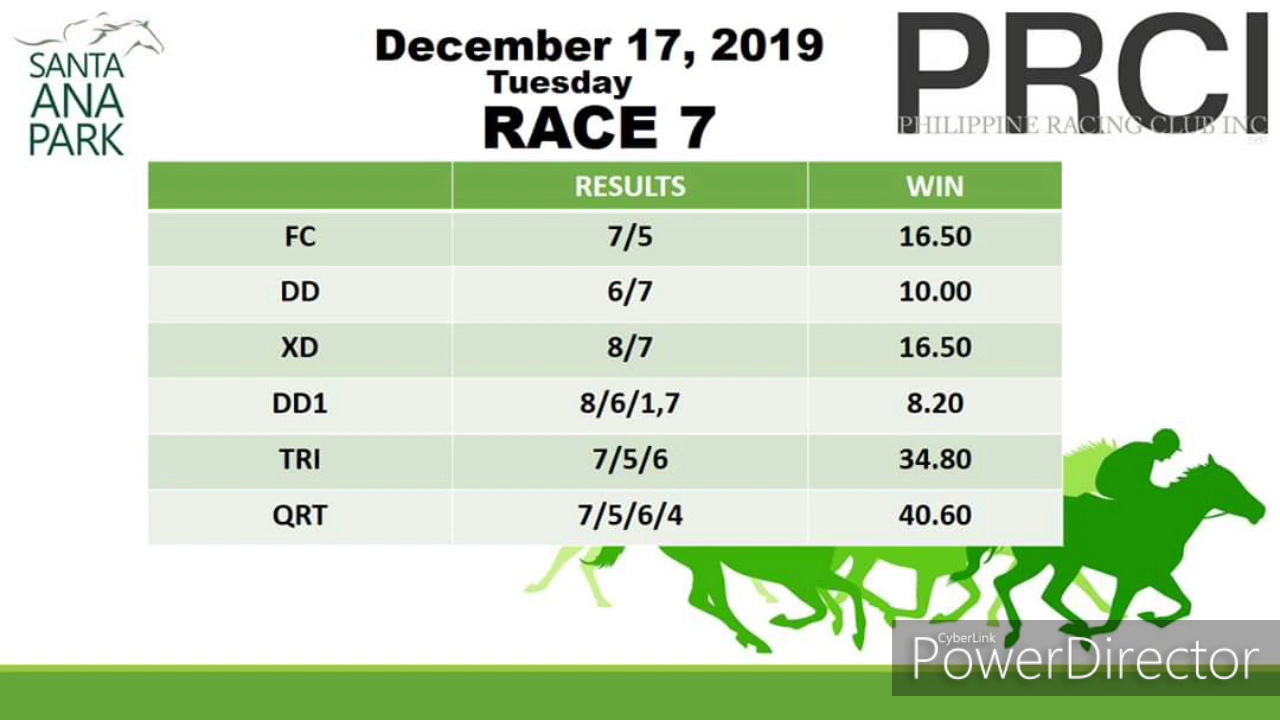 SANTA
ANA
PARK
December 17, 2019
Tuesday
RACE 7
PRCI
PHILIPPINE RACING CLUB INC
RESULTS WIN
FC 7/5 16.50
DD 6/7 10.00
XD 8/7 16.50
DD1 8/6/1,7 8.20
TRI 7/5/6 34.80
QRT 7/5/6/4 40.60
CyberLink
PowerDirector